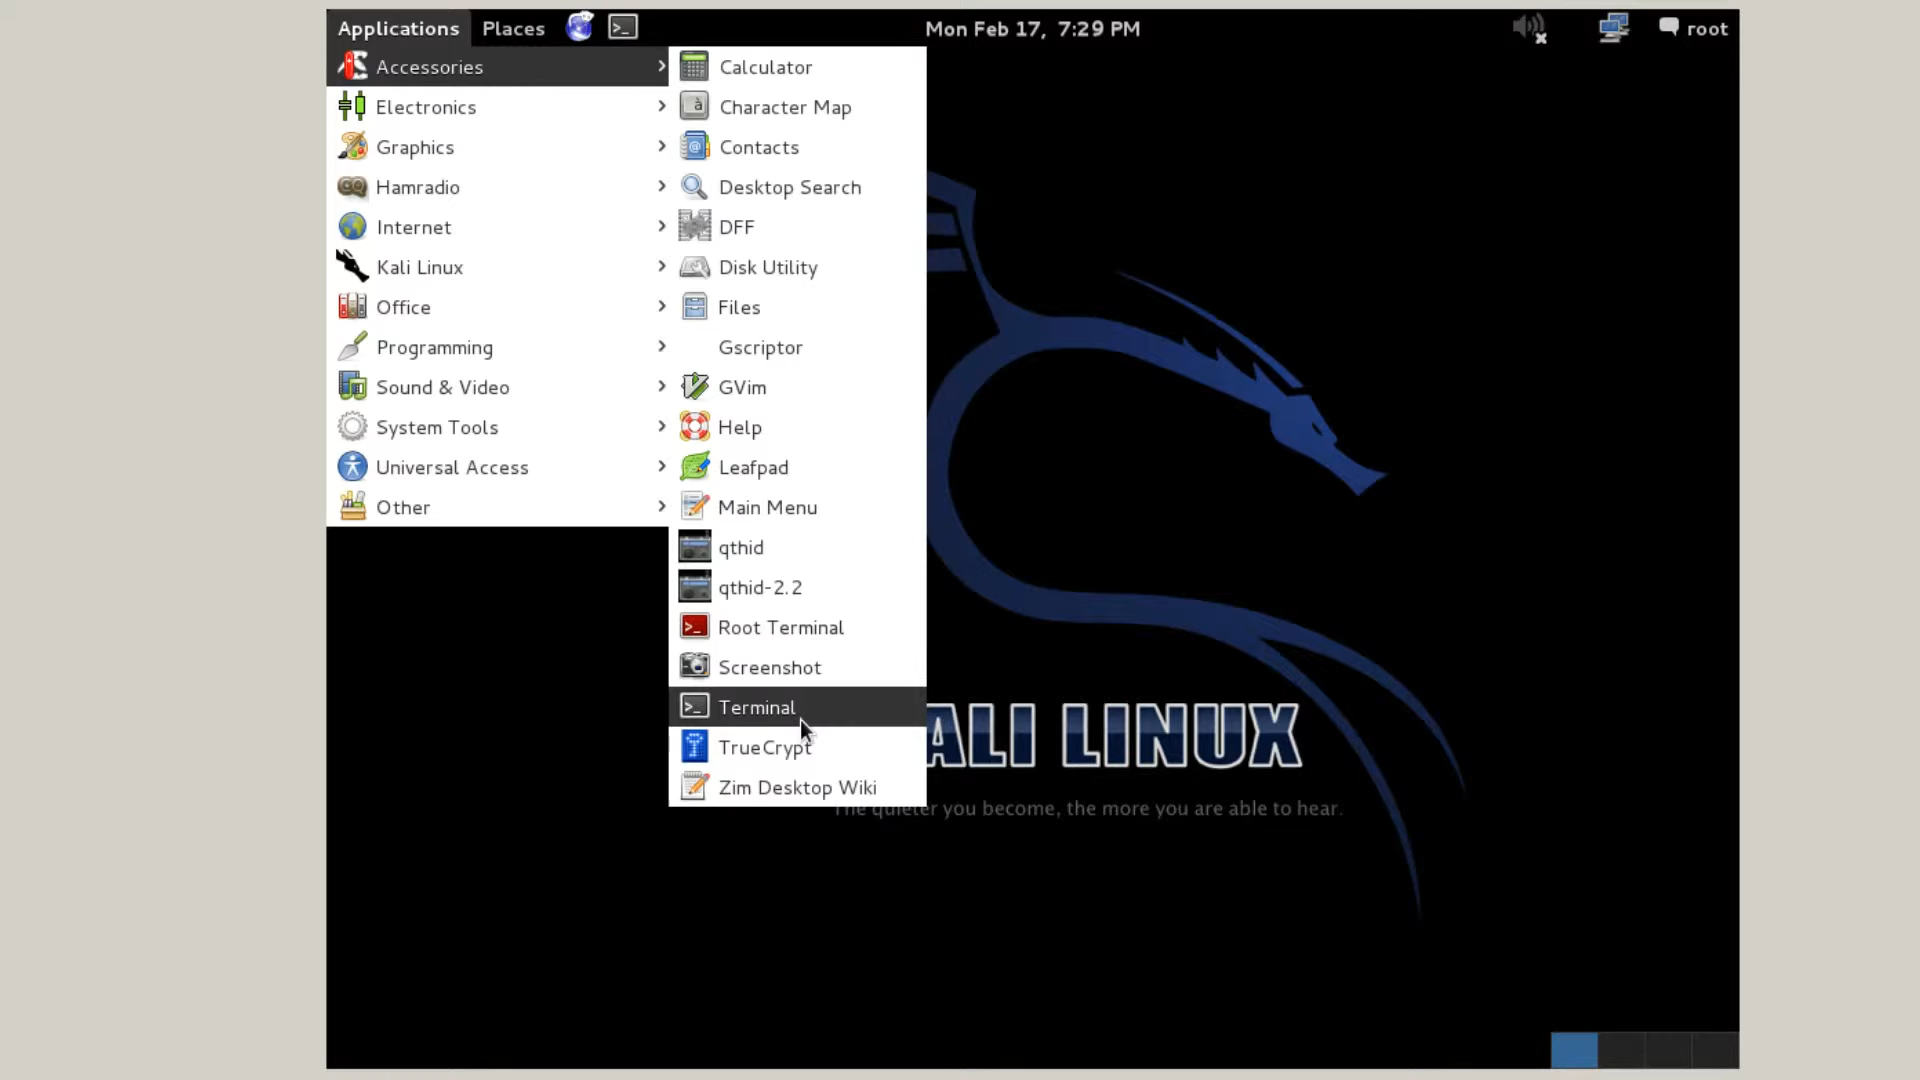 Applications Places Mon Feb 17, 7:29 PM root
Accessories
Electronics
Graphics
Hamradio
Internet
Kali Linux
Office
Programming
Sound & Video
System Tools
Universal Access
Other
Calculator
Character Map
Contacts
Desktop Search
DFF
Disk Utility
Files
Gscriptor
GVim
Help
Leafpad
Main Menu
qthid
qthid-2.2
Root Terminal
Screenshot
Terminal
TrueCrypt
Zim Desktop Wiki
ALI LINUX
The quieter you become, the more you are able to hear.